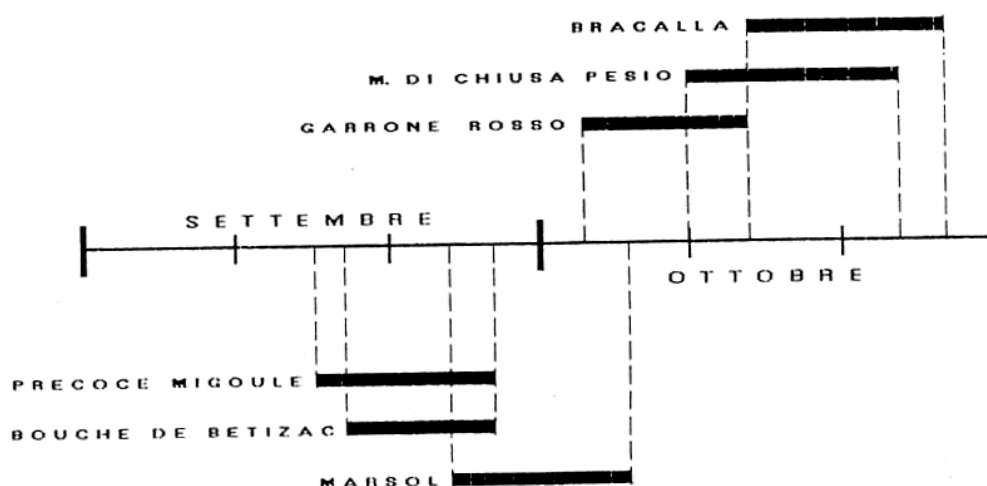 BRACALLA
M. DI CHIUSA PESIO
GARRONE ROSSO
SETTEMBRE
OTTOBRE
PRECOCE MIGOULE
BOUCHE DE BETIZAC
MARSOL